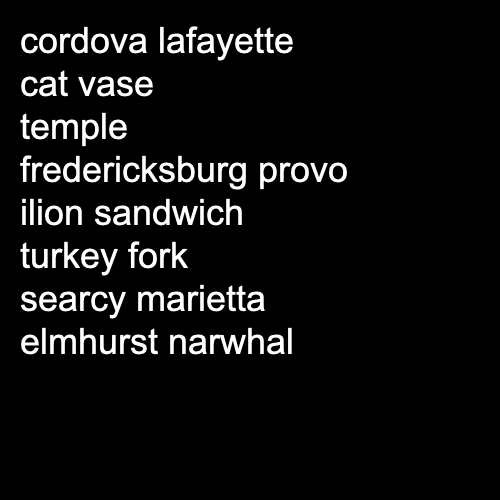 cordova lafayette
cat vase
temple
fredericksburg provo
ilion sandwich
turkey fork
searcy marietta
elmhurst narwhal